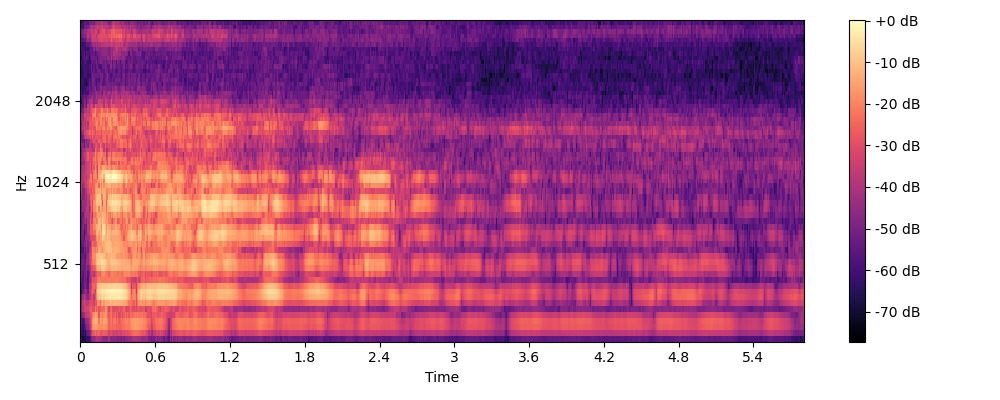 +0 dB
-10 dB
-20 dB
-30 dB
-40 dB
-50 dB
-60 dB
-70 dB
2048
1024
512
Hz
0 0.6 1.2 1.8 2.4 3 3.6 4.2 4.8 5.4
Time